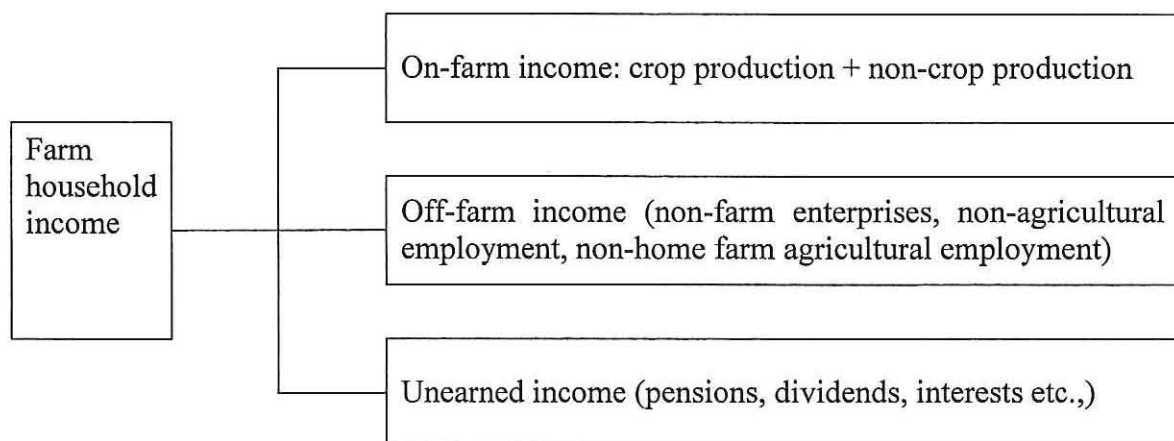 On-farm income: crop production + non-crop production
Farm
household
income
Off-farm income (non-farm enterprises, non-agricultural
employment, non-home farm agricultural employment)
Unearned income (pensions, dividends, interests etc.,)